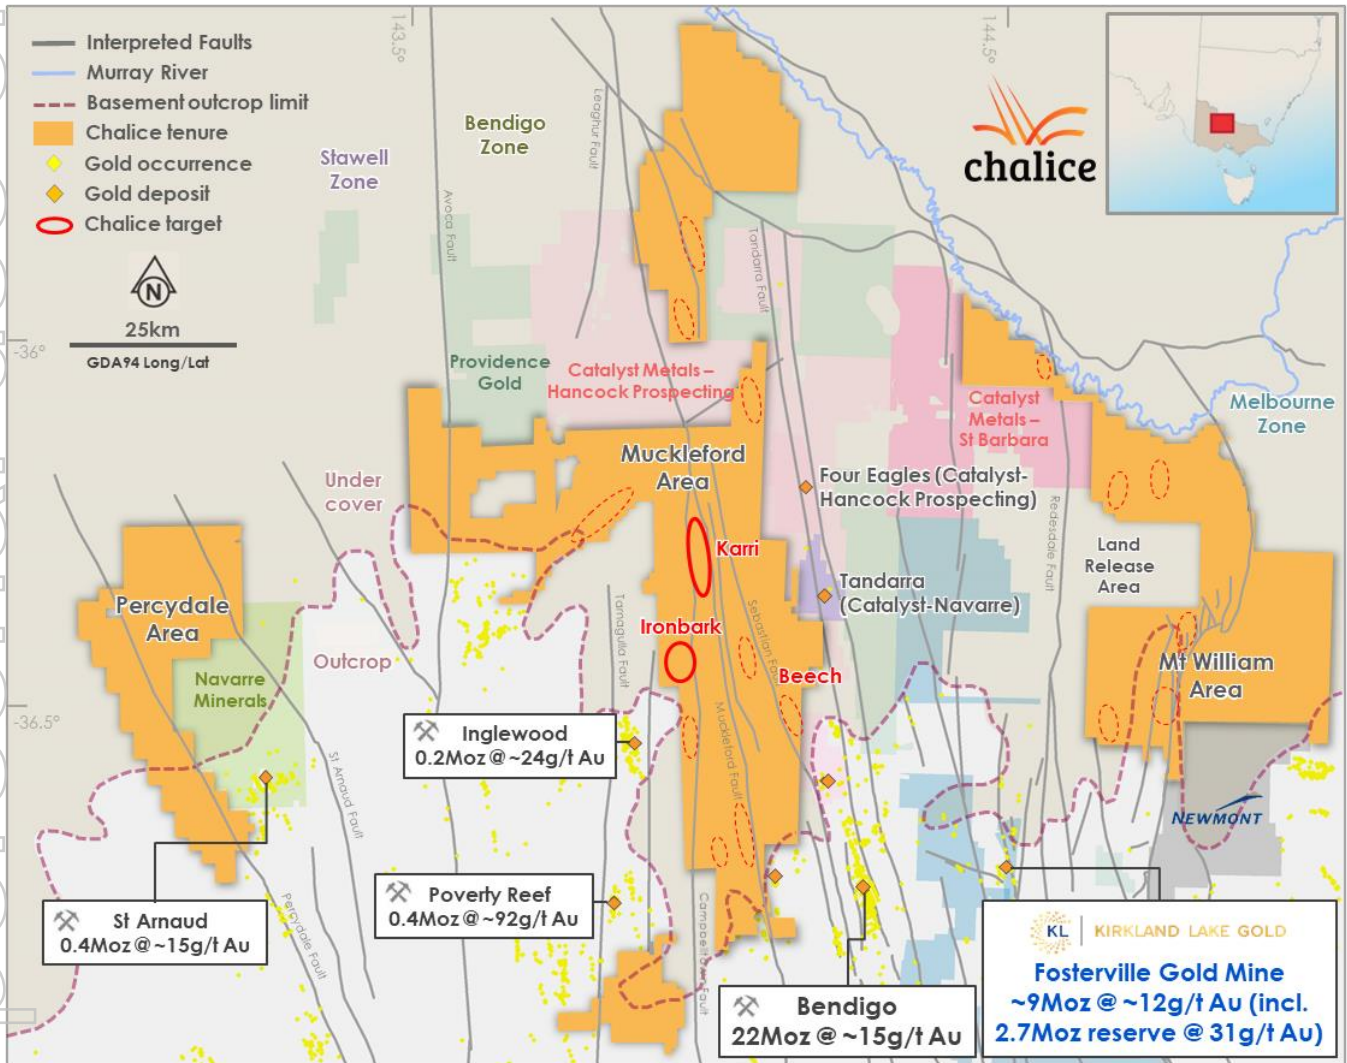 Interpreted Faults
Murray River
Basement outcrop limit
Chalice tenure
Gold occurrence
Gold deposit
Chalice target
N
25km
GDA94 Long/Lat
143.5°
144.5°
-36°
-36.5°
chalice
Stawell
Zone
Bendigo
Zone
Melbourne
Zone
Leaghur Fault
Avoca Fault
Tandarra Fault
Providence
Gold
Catalyst Metals –
Hancock Prospecting
Catalyst
Metals –
St Barbara
Muckleford
Area
Under
cover
Four Eagles (Catalyst-
Hancock Prospecting)
Karri
Redesdale Fault
Land
Release
Area
Tandarra
(Catalyst-Navarre)
Percydale
Area
Tarnagulla Fault
Ironbark
Sebastian Fault
Beech
Outcrop
Navarre
Minerals
Mt William
Area
Muckleford Fault
St Arnaud Fault
Inglewood
0.2Moz @ ~24g/t Au
NEWMONT
Poverty Reef
0.4Moz @ ~92g/t Au
St Arnaud
0.4Moz @ ~15g/t Au
Percydale Fault
Campbelltown Fault
Bendigo
22Moz @ ~15g/t Au
KL | KIRKLAND LAKE GOLD
Fosterville Gold Mine
~9Moz @ ~12g/t Au (incl.
2.7Moz reserve @ 31g/t Au)